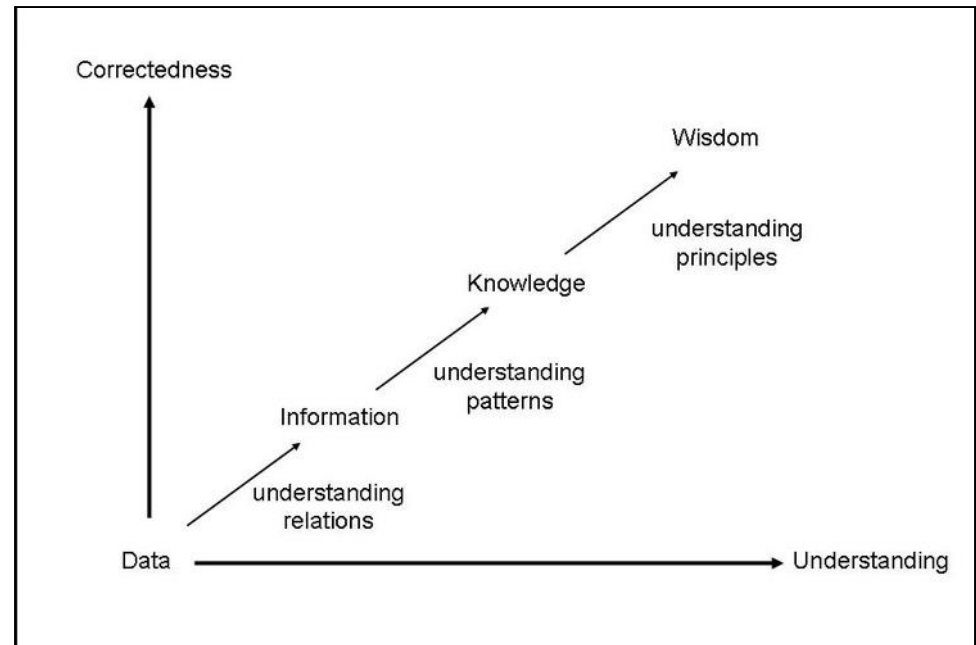 Correctedness
Wisdom
understanding
principles
Knowledge
understanding
patterns
Information
understanding
relations
Data
Understanding